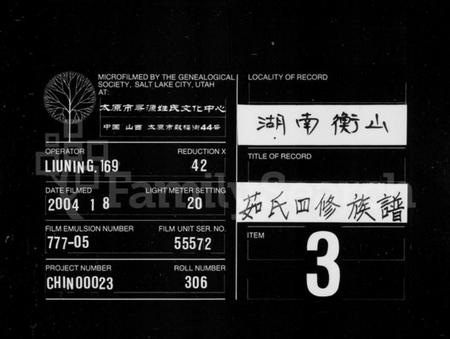 MICROFILMED BY THE GENEALOGICAL
SOCIETY, SALT LAKE CITY, UTAH
AT:
太原市寻源姓氏文化中心
中国 山西 太原市敦化街44号
OPERATOR
REDUCTION X
LIUNING, 169
42
DATE FILMED
LIGHT METER SETTING
2004 1 8
20
FILM EMULSION NUMBER
FILM UNIT SER. NO.
777-05
55572
PROJECT NUMBER
ROLL NUMBER
CHIN00023
306
LOCALITY OF RECORD
湖南衡山
TITLE OF RECORD
茹氏四修族譜
ITEM
3
FamilySearch